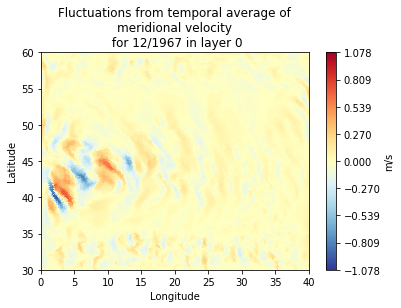 Fluctuations from temporal average of
meridional velocity
for 12/1967 in layer 0
60
55
50
45
40
35
30
Latitude
0 5 10 15 20 25 30 35 40
Longitude
1.078
0.809
0.539
0.270
0.000
−0.270
−0.539
−0.809
−1.078
m/s